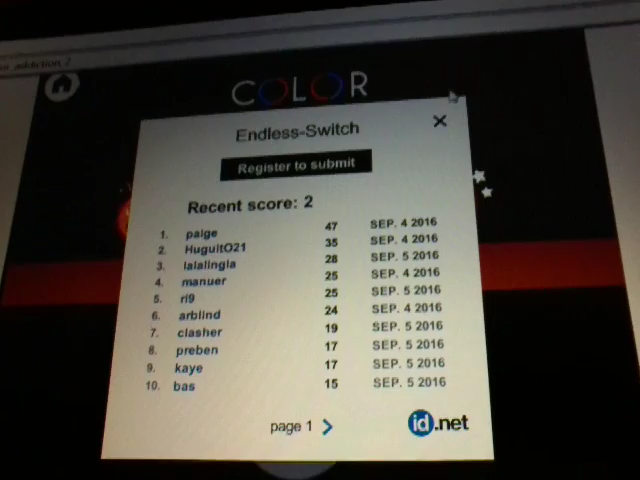 addiction 2
COLOR
Endless-Switch
Register to submit
Recent score: 2
1. paige 47 SEP. 4 2016
2. HuguitO21 35 SEP. 4 2016
3. lalalingla 28 SEP. 5 2016
4. manuer 25 SEP. 4 2016
5. ri9 25 SEP. 5 2016
6. arblind 24 SEP. 4 2016
7. clasher 19 SEP. 5 2016
8. preben 17 SEP. 5 2016
9. kaye 17 SEP. 5 2016
10. bas 15 SEP. 5 2016
page 1
id.net